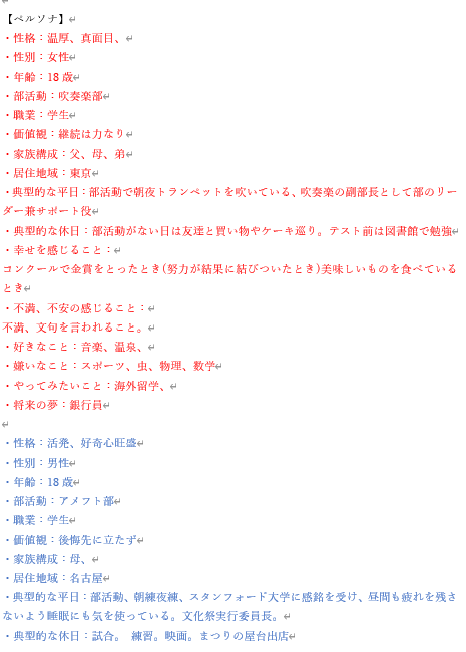 【ペルソナ】
・性格：温厚、真面目、
・性別：女性
・年齢：18 歳
・部活動：吹奏楽部
・職業：学生
・価値観：継続は力なり
・家族構成：父、母、弟
・居住地域：東京
・典型的な平日：部活動で朝夜トランペットを吹いている、吹奏楽の副部長として部のリー
ダー兼サポート役
・典型的な休日：部活動がない日は友達と買い物やケーキ巡り。テスト前は図書館で勉強
・幸せを感じること：
コンクールで金賞をとったとき(努力が結果に結びついたとき)美味しいものを食べている
とき
・不満、不安の感じること：
不満、文句を言われること。
・好きなこと：音楽、温泉、
・嫌いなこと：スポーツ、虫、物理、数学
・やってみたいこと：海外留学、
・将来の夢：銀行員
・性格：活発、好奇心旺盛
・性別：男性
・年齢：18 歳
・部活動：アメフト部
・職業：学生
・価値観：後悔先に立たず
・家族構成：母、
・居住地域：名古屋
・典型的な平日：部活動、朝練夜練、スタンフォード大学に感銘を受け、昼間も疲れを残さ
ないよう睡眠にも気を使っている。文化祭実行委員長。
・典型的な休日：試合。 練習。映画。まつりの屋台出店